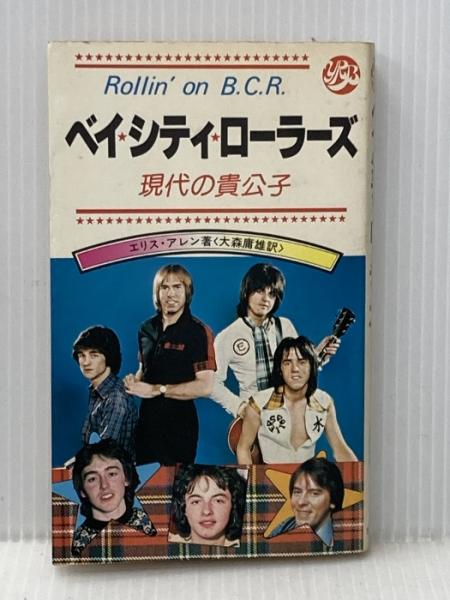 Rollin' on B.C.R.
YRB
ベイ★シティ★ローラーズ
現代の貴公子
エリス・アレン著〈大森庸雄訳〉
E